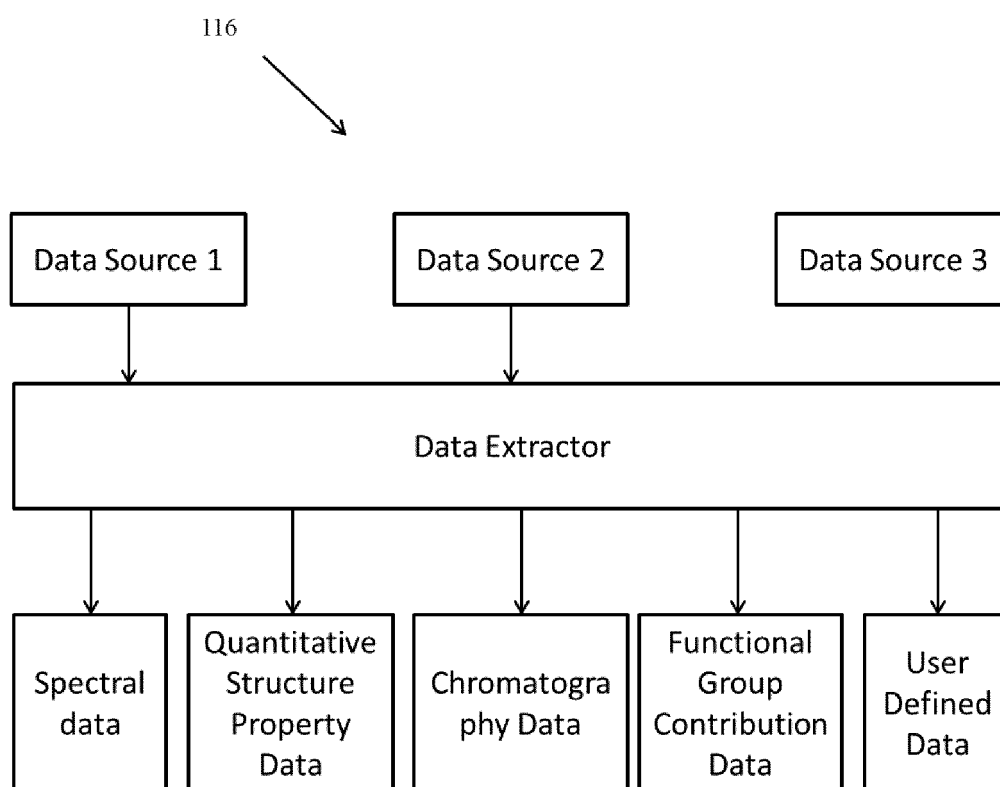 116
Data Source 1
Data Source 2
Data Source 3
Data Extractor
Spectral
data
Quantitative
Structure
Property
Data
Chromatogra
phy Data
Functional
Group
Contribution
Data
User
Defined
Data